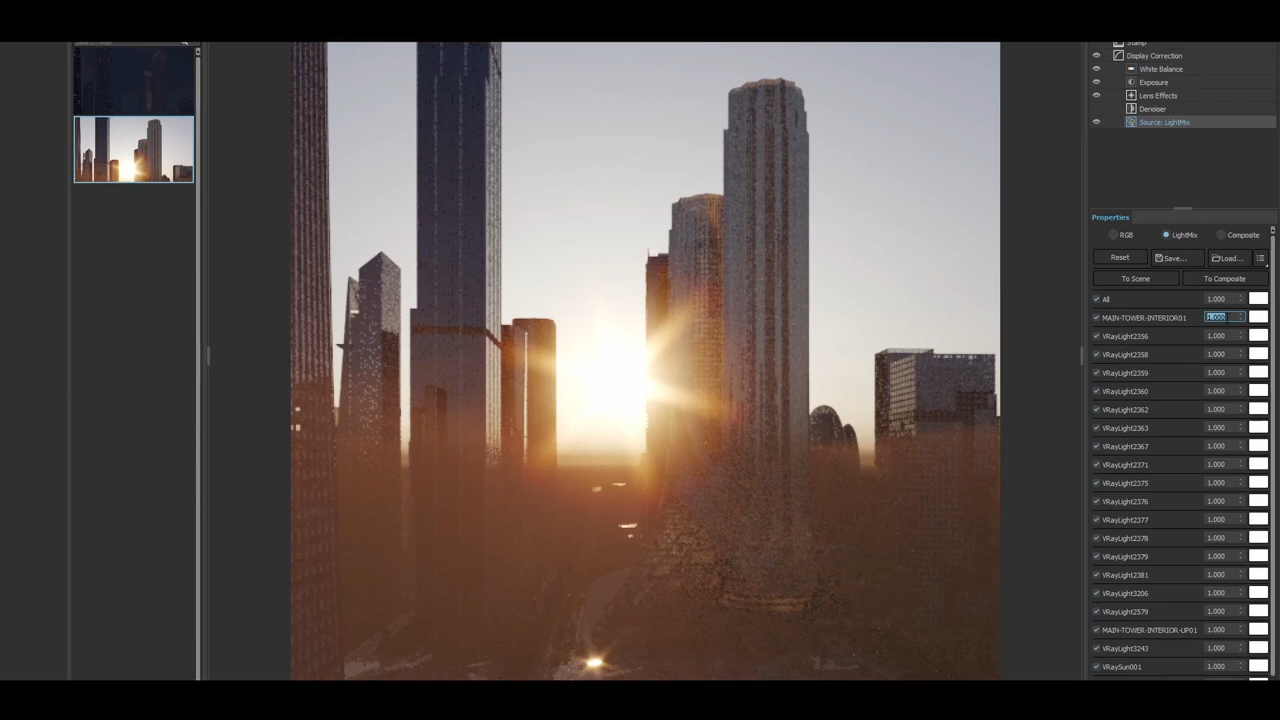 Stamp
Display Correction
White Balance
Exposure
Lens Effects
Denoiser
Source: LightMix
Properties
RGB
LightMix
Composite
Reset
Save...
Load...
To Scene
To Composite
All 1.000
MAIN-TOWER-INTERIOR01 1.000
VRayLight2356 1.000
VRayLight2358 1.000
VRayLight2359 1.000
VRayLight2360 1.000
VRayLight2362 1.000
VRayLight2363 1.000
VRayLight2367 1.000
VRayLight2371 1.000
VRayLight2375 1.000
VRayLight2376 1.000
VRayLight2377 1.000
VRayLight2378 1.000
VRayLight2379 1.000
VRayLight2381 1.000
VRayLight3206 1.000
VRayLight2579 1.000
MAIN-TOWER-INTERIOR-UP01 1.000
VRayLight3243 1.000
VRaySun001 1.000